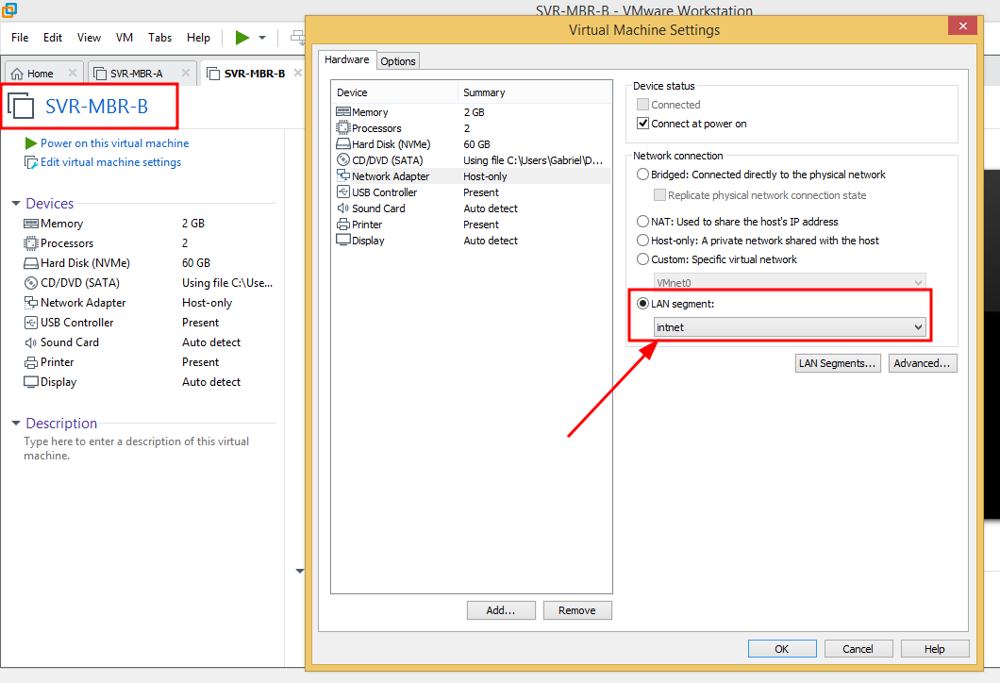 SVR-MBR-B - VMware Workstation
File Edit View VM Tabs Help
Home SVR-MBR-A SVR-MBR-B
SVR-MBR-B
Power on this virtual machine
Edit virtual machine settings
Devices
Memory 2 GB
Processors 2
Hard Disk (NVMe) 60 GB
CD/DVD (SATA) Using file C:\Use...
Network Adapter Host-only
USB Controller Present
Sound Card Auto detect
Printer Present
Display Auto detect
Description
Type here to enter a description of this virtual
machine.
Virtual Machine Settings
Hardware Options
Device Summary
Memory 2 GB
Processors 2
Hard Disk (NVMe) 60 GB
CD/DVD (SATA) Using file C:\Users\Gabriel\D...
Network Adapter Host-only
USB Controller Present
Sound Card Auto detect
Printer Present
Display Auto detect
Add... Remove
Device status
Connected
Connect at power on
Network connection
Bridged: Connected directly to the physical network
Replicate physical network connection state
NAT: Used to share the host's IP address
Host-only: A private network shared with the host
Custom: Specific virtual network
VMnet0
LAN segment:
intnet
LAN Segments... Advanced...
OK Cancel Help